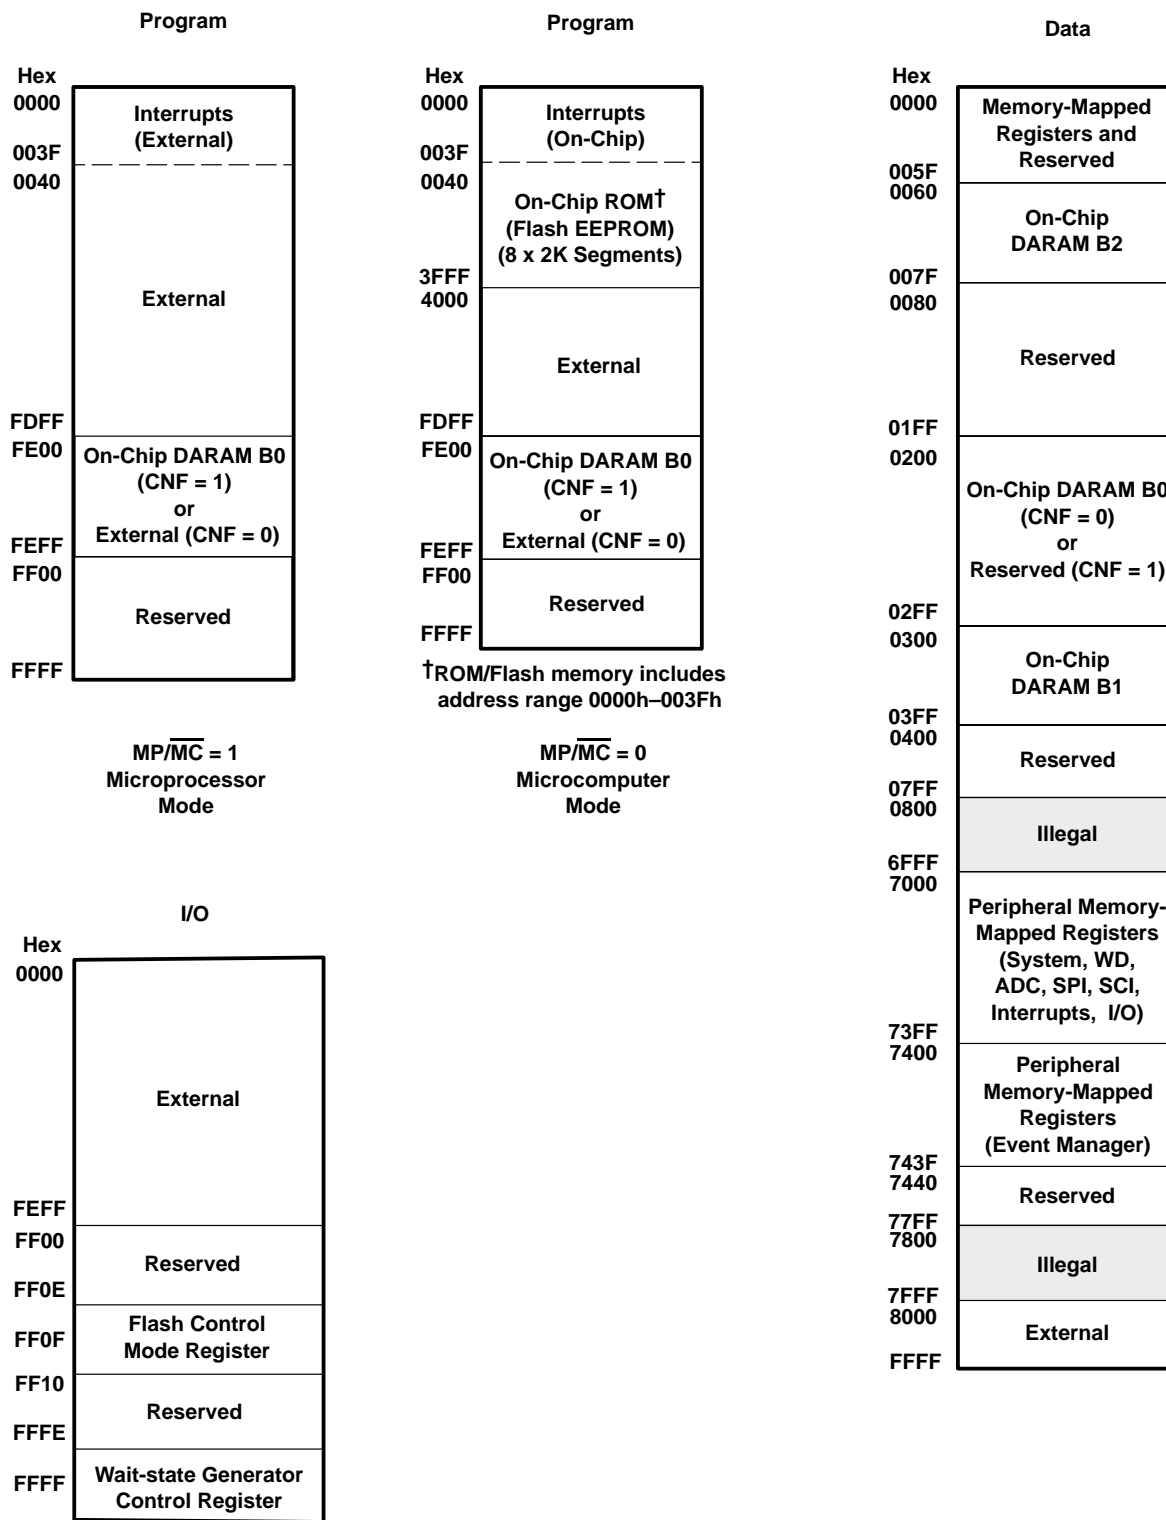 Program
Hex
0000
Interrupts
(External)
003F
0040
External
FDFF
FE00
On-Chip DARAM B0
(CNF = 1)
or
External (CNF = 0)
FEFF
FF00
Reserved
FFFF
MP/M̅C̅ = 1
Microprocessor
Mode
Program
Hex
0000
Interrupts
(On-Chip)
003F
0040
On-Chip ROM†
(Flash EEPROM)
(8 x 2K Segments)
3FFF
4000
External
FDFF
FE00
On-Chip DARAM B0
(CNF = 1)
or
External (CNF = 0)
FEFF
FF00
Reserved
FFFF
†ROM/Flash memory includes
address range 0000h–003Fh
MP/M̅C̅ = 0
Microcomputer
Mode
Data
Hex
0000
Memory-Mapped
Registers and
Reserved
005F
0060
On-Chip
DARAM B2
007F
0080
Reserved
01FF
0200
On-Chip DARAM B0
(CNF = 0)
or
Reserved (CNF = 1)
02FF
0300
On-Chip
DARAM B1
03FF
0400
Reserved
07FF
0800
Illegal
6FFF
7000
Peripheral Memory-
Mapped Registers
(System, WD,
ADC, SPI, SCI,
Interrupts, I/O)
73FF
7400
Peripheral
Memory-Mapped
Registers
(Event Manager)
743F
7440
Reserved
77FF
7800
Illegal
7FFF
8000
External
FFFF
I/O
Hex
0000
External
FEFF
FF00
Reserved
FF0E
Flash Control
FF0F
Mode Register
FF10
Reserved
FFFE
Wait-state Generator
FFFF
Control Register